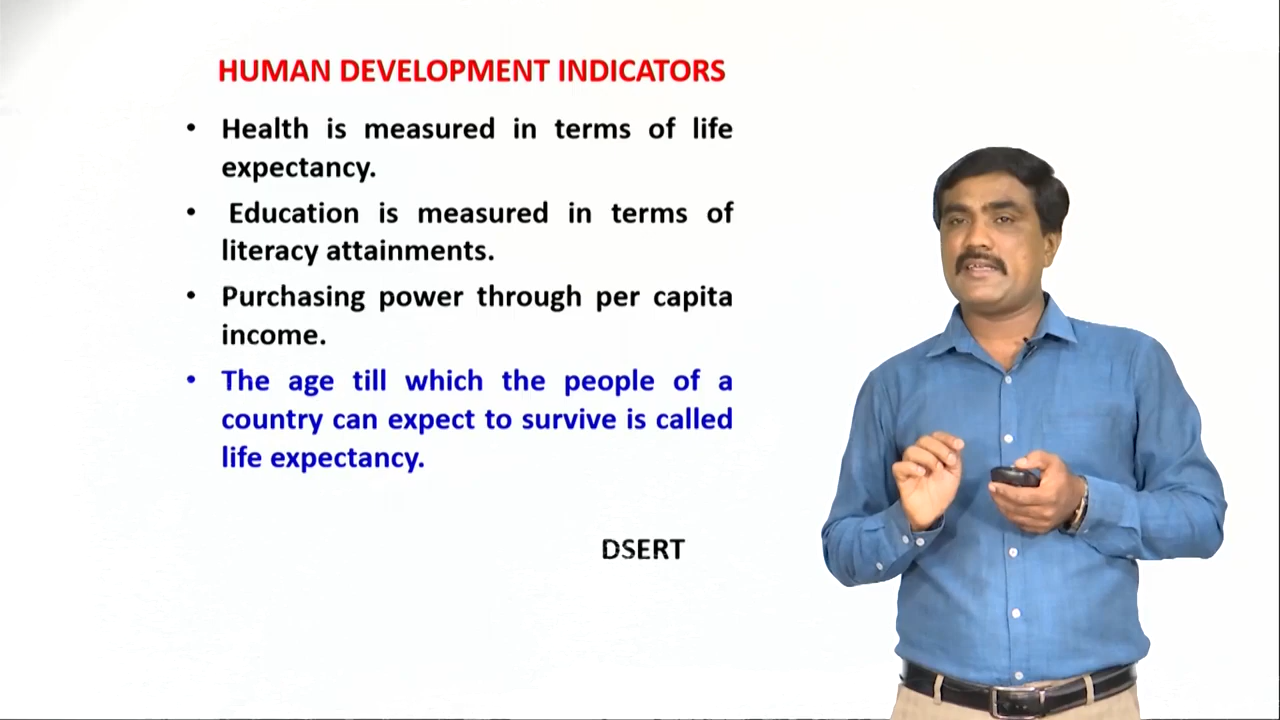 HUMAN DEVELOPMENT INDICATORS
• Health is measured in terms of life
expectancy.
• Education is measured in terms of
literacy attainments.
• Purchasing power through per capita
income.
• The age till which the people of a
country can expect to survive is called
life expectancy.
DSERT